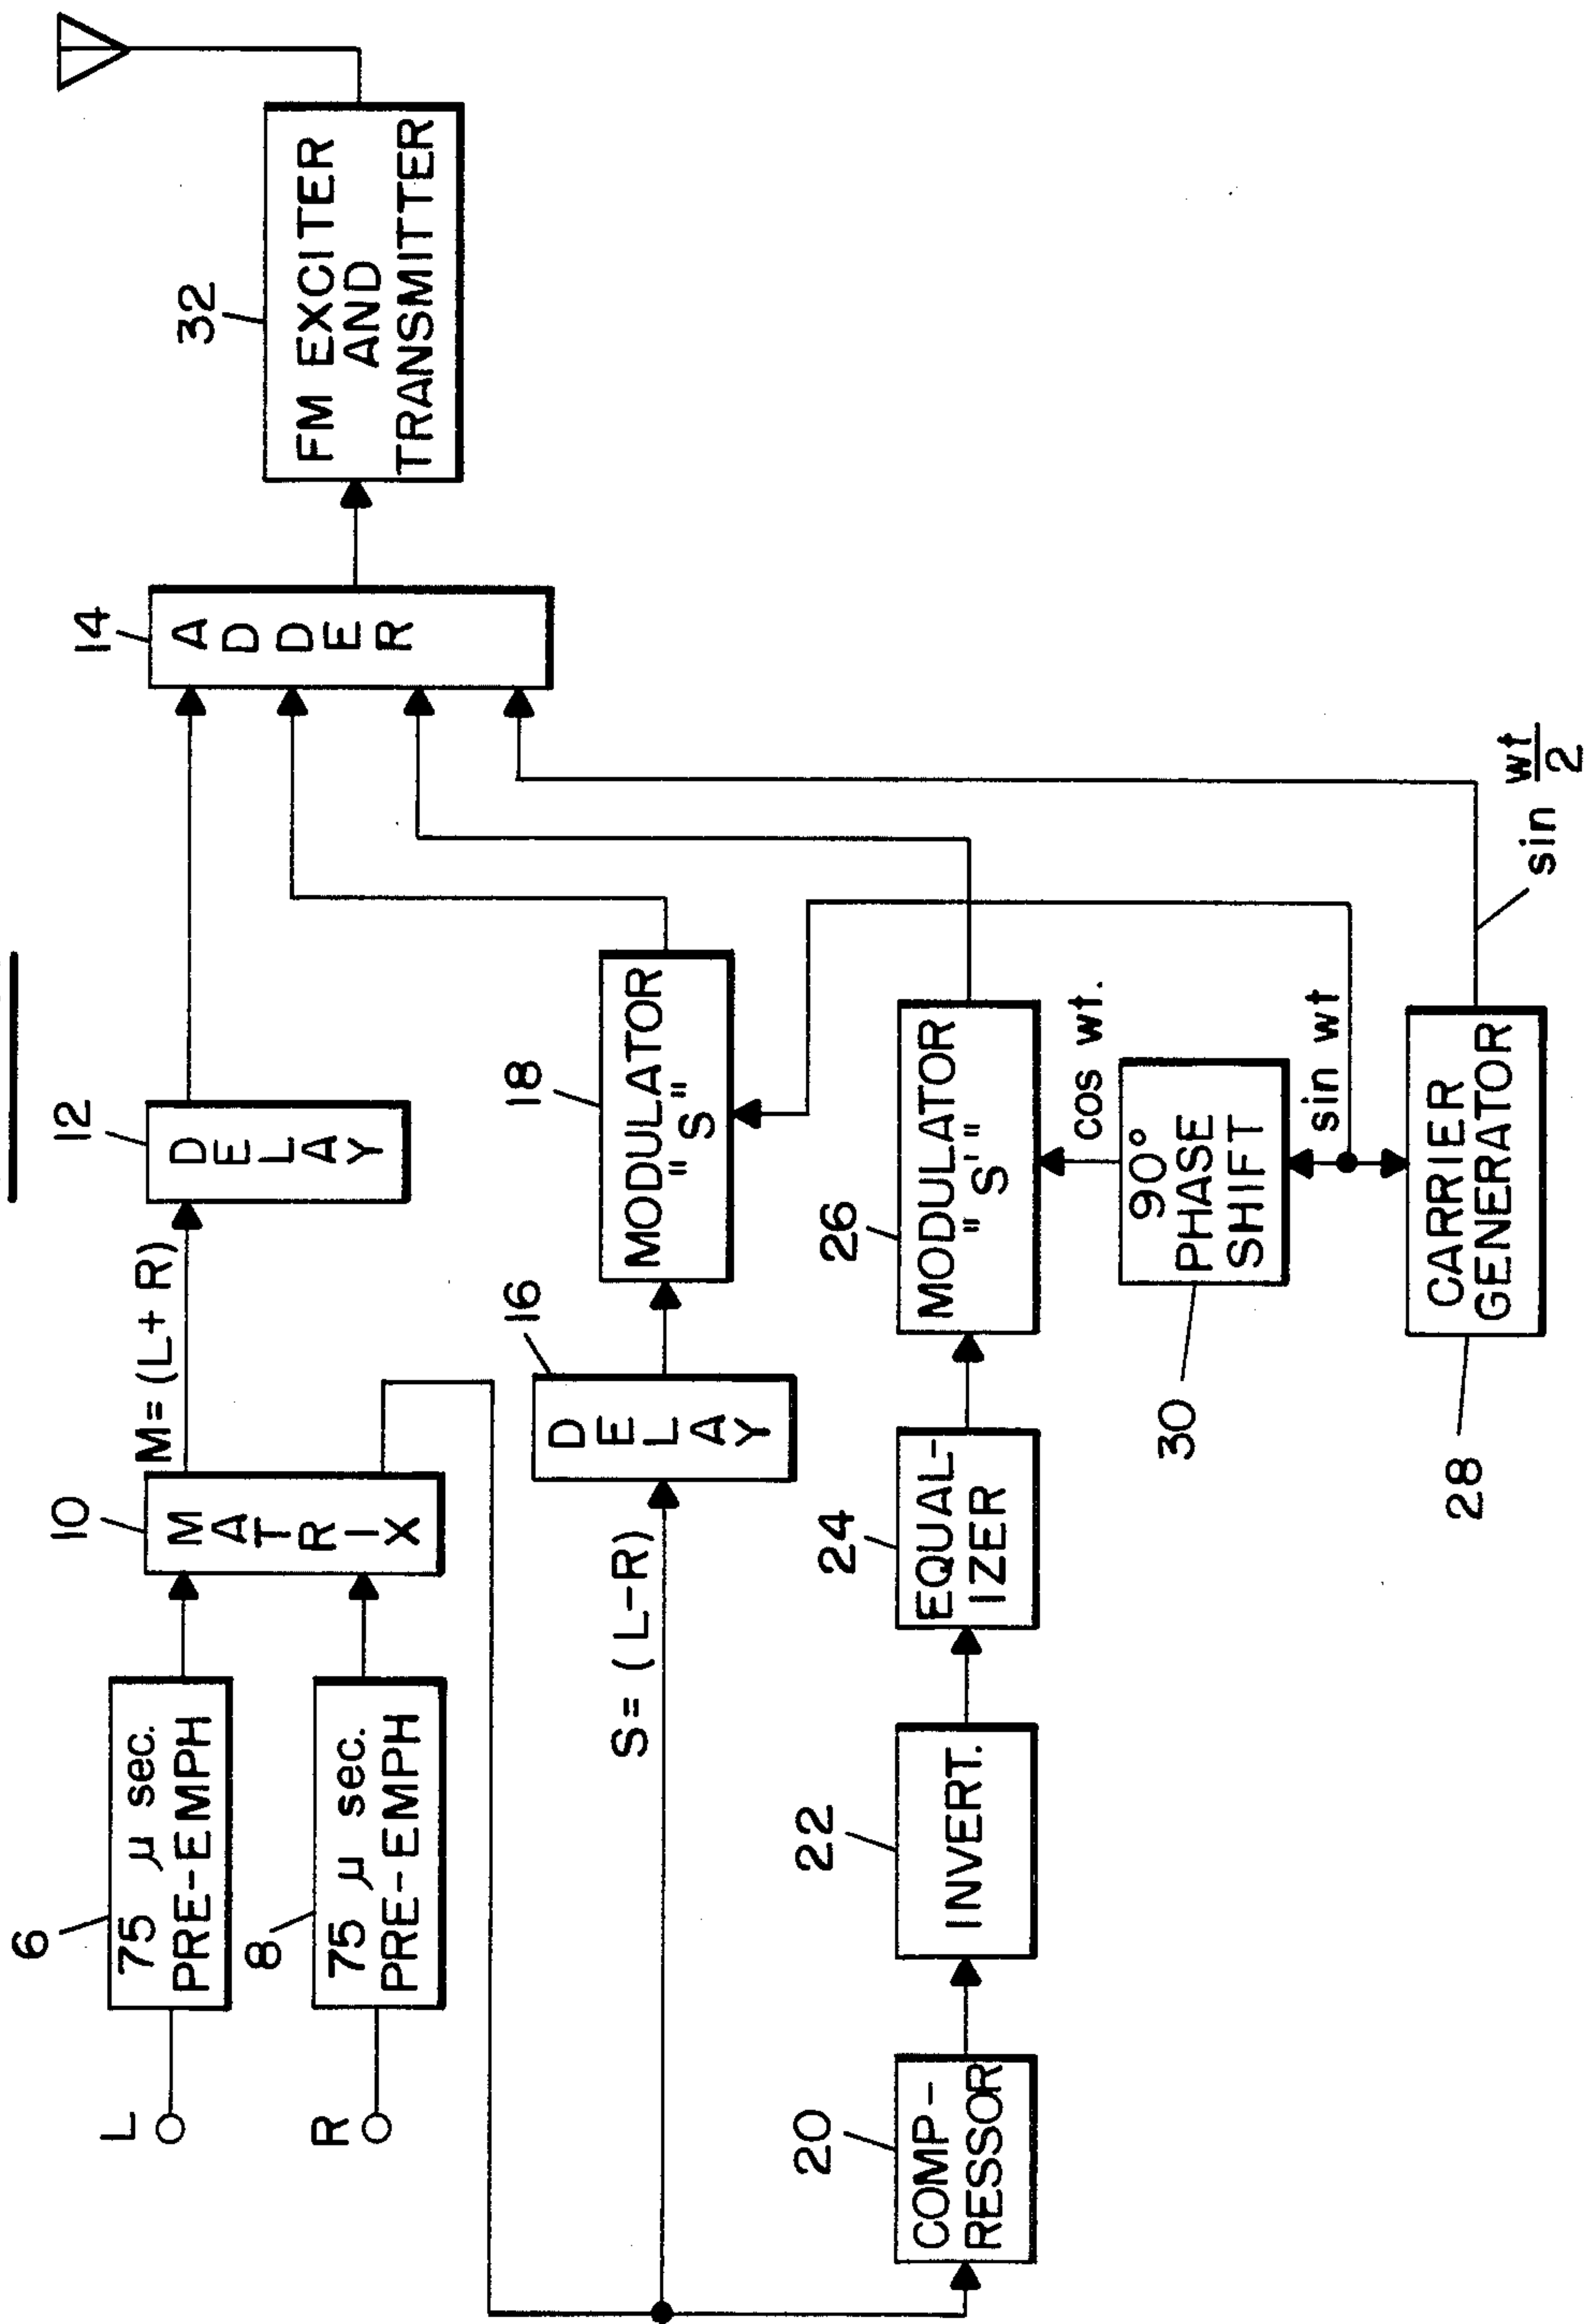 L
6
75 µ sec.
PRE-EMPH
R
8
75 µ sec.
PRE-EMPH
10
MATRIX
M=(L+R)
12
DELAY
14
ADDER
32
FM EXCITER
AND
TRANSMITTER
S=(L-R)
16
DELAY
18
MODULATOR
"S"
20
COMP-
RESSOR
22
INVERT.
24
EQUAL-
IZER
26
MODULATOR
"S'"
cos wt.
30
90°
PHASE
SHIFT
sin wt
28
CARRIER
GENERATOR
sin wt/2